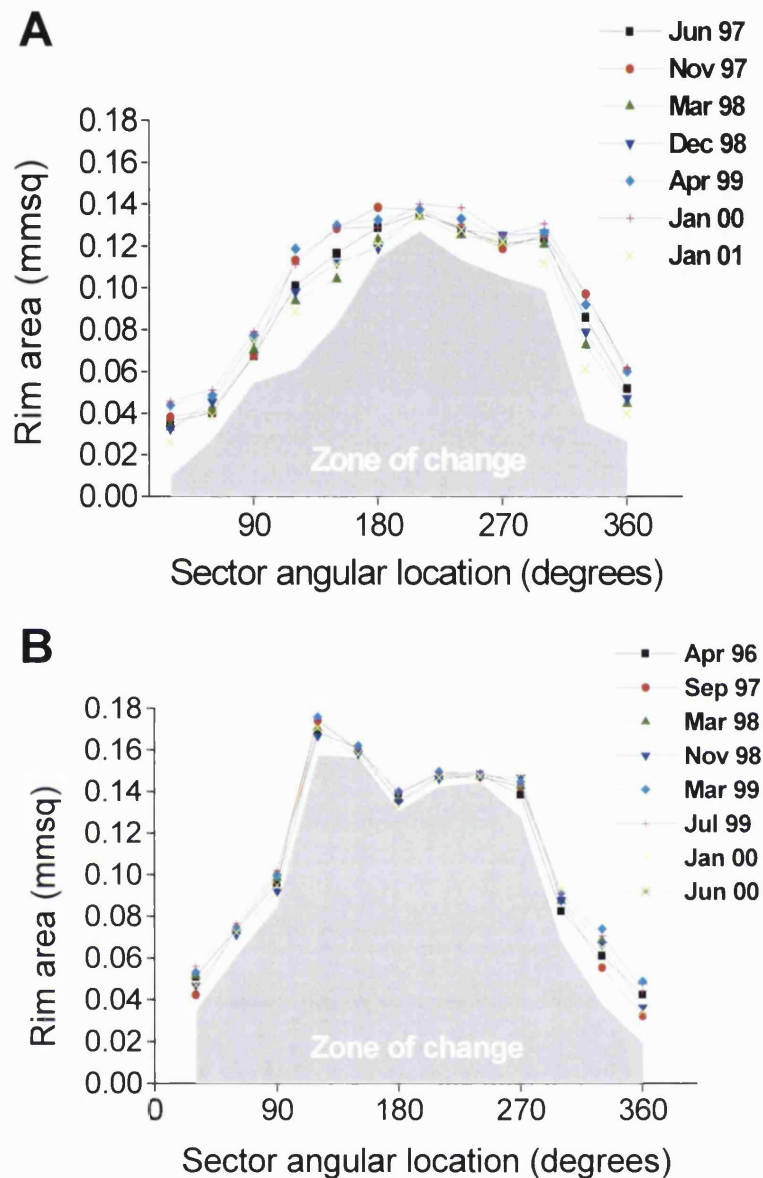 A
Jun 97
Nov 97
Mar 98
Dec 98
Apr 99
Jan 00
Jan 01
0.18
0.16
0.14
0.12
0.10
0.08
0.06
0.04
0.02
0.00
Rim area (mmsq)
Zone of change
90 180 270 360
Sector angular location (degrees)
B
Apr 96
Sep 97
Mar 98
Nov 98
Mar 99
Jul 99
Jan 00
Jun 00
0.18
0.16
0.14
0.12
0.10
0.08
0.06
0.04
0.02
0.00
Rim area (mmsq)
Zone of change
0 90 180 270 360
Sector angular location (degrees)